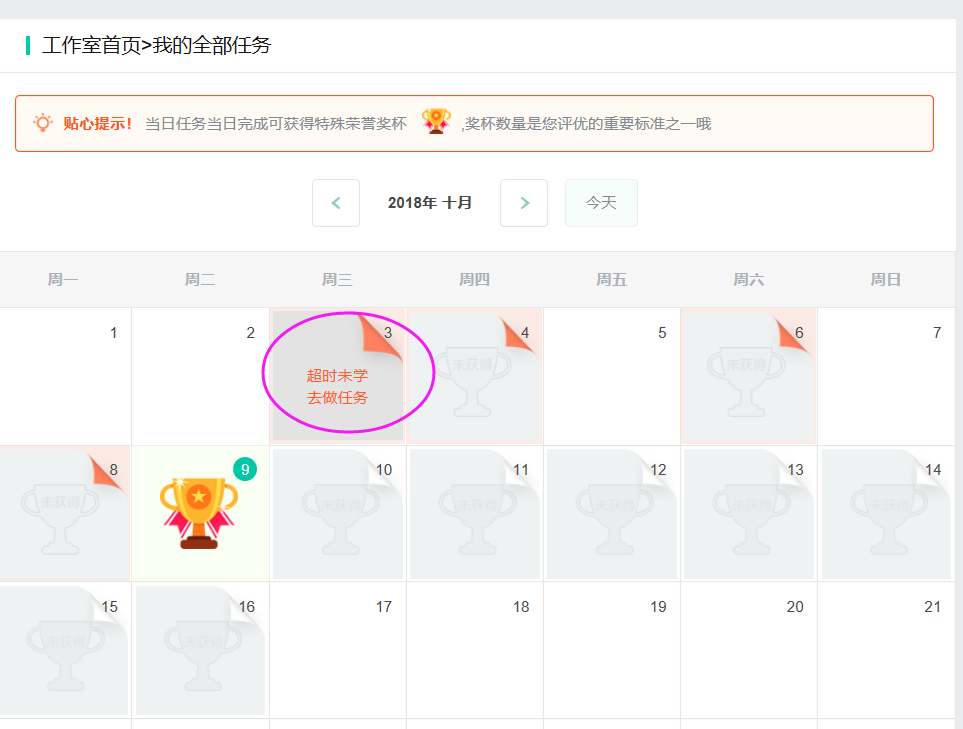 工作室首页>我的全部任务
贴心提示！ 当日任务当日完成可获得特殊荣誉奖杯 ,奖杯数量是您评优的重要标准之一哦
< 2018年 十月 > 今天
周一 周二 周三 周四 周五 周六 周日
1 2 3 4 5 6 7
未获得 未获得
超时未学
去做任务
8 9 10 11 12 13 14
未获得 未获得 未获得 未获得 未获得 未获得
15 16 17 18 19 20 21
未获得 未获得